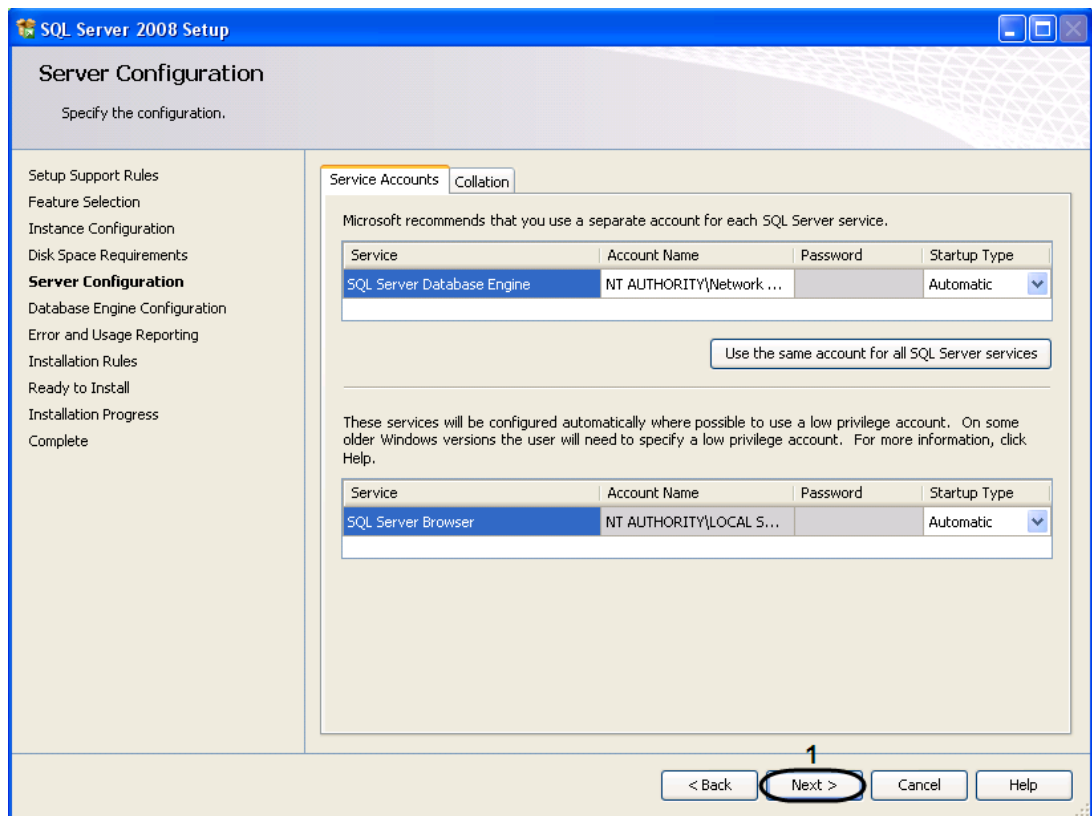 SQL Server 2008 Setup
Server Configuration
Specify the configuration.
Setup Support Rules
Feature Selection
Instance Configuration
Disk Space Requirements
Server Configuration
Database Engine Configuration
Error and Usage Reporting
Installation Rules
Ready to Install
Installation Progress
Complete
Service Accounts Collation
Microsoft recommends that you use a separate account for each SQL Server service.
Service Account Name Password Startup Type
SQL Server Database Engine NT AUTHORITY\Network ... Automatic
Use the same account for all SQL Server services
These services will be configured automatically where possible to use a low privilege account. On some
older Windows versions the user will need to specify a low privilege account. For more information, click
Help.
Service Account Name Password Startup Type
SQL Server Browser NT AUTHORITY\LOCAL S... Automatic
1
< Back Next > Cancel Help